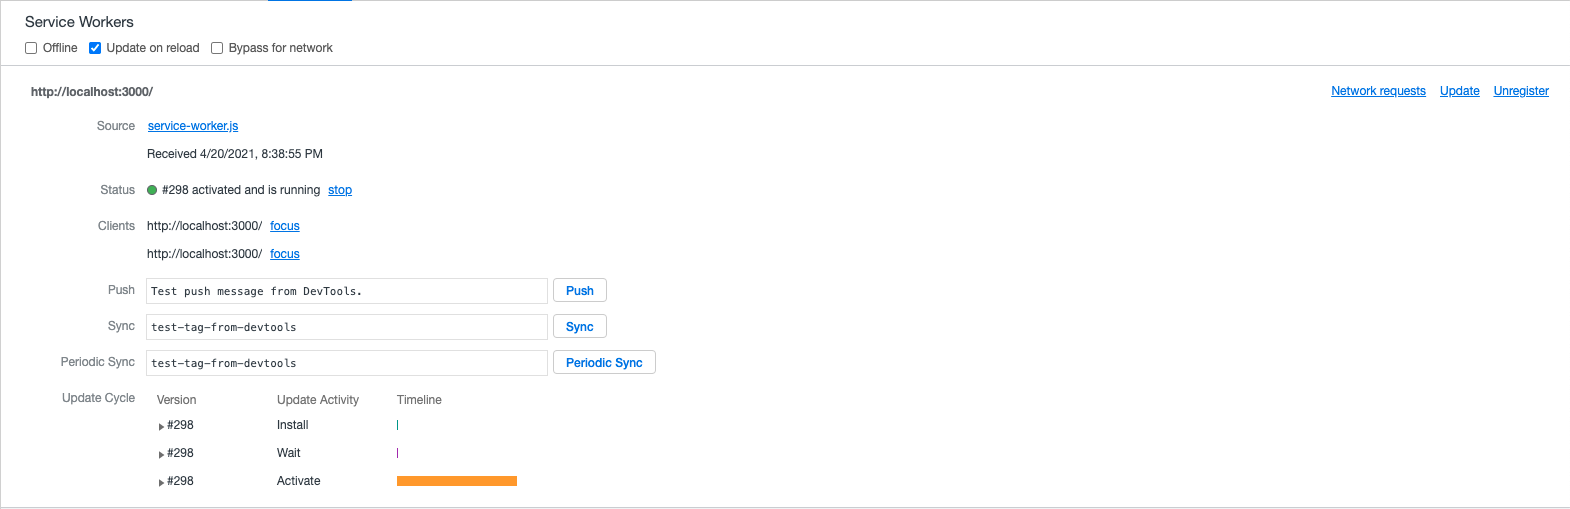 Service Workers
Offline Update on reload Bypass for network
http://localhost:3000/ Network requests Update Unregister
Source service-worker.js
Received 4/20/2021, 8:38:55 PM
Status #298 activated and is running stop
Clients http://localhost:3000/ focus
http://localhost:3000/ focus
Push Test push message from DevTools. Push
Sync test-tag-from-devtools Sync
Periodic Sync test-tag-from-devtools Periodic Sync
Update Cycle Version Update Activity Timeline
#298 Install
#298 Wait
#298 Activate